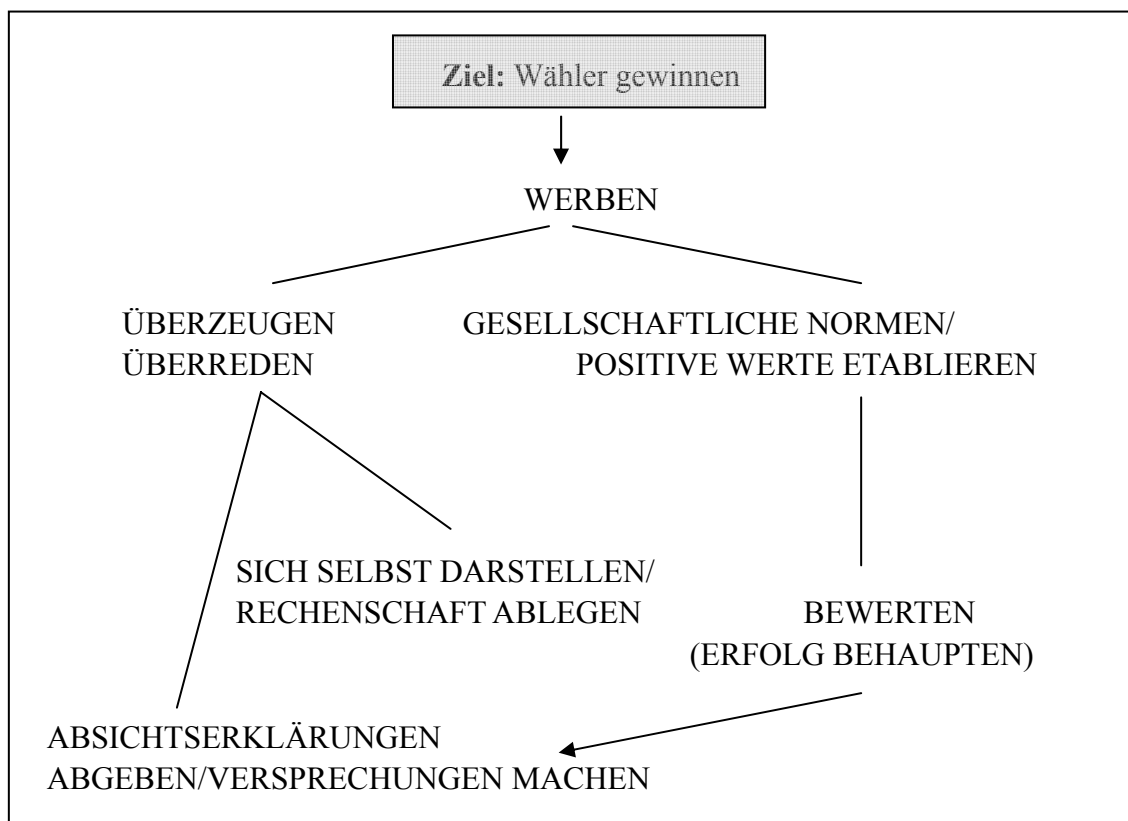 Ziel: Wähler gewinnen
WERBEN
ÜBERZEUGEN
ÜBERREDEN
GESELLSCHAFTLICHE NORMEN/
POSITIVE WERTE ETABLIEREN
SICH SELBST DARSTELLEN/
RECHENSCHAFT ABLEGEN
BEWERTEN
(ERFOLG BEHAUPTEN)
ABSICHTSERKLÄRUNGEN
ABGEBEN/VERSPRECHUNGEN MACHEN